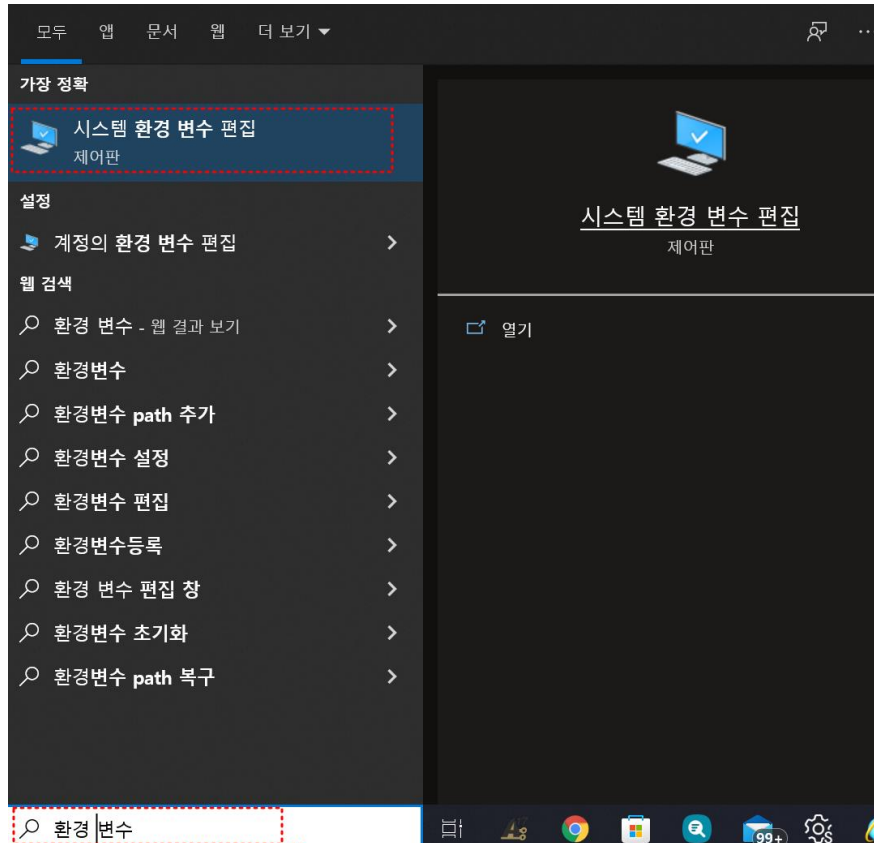 모두 앱 문서 웹 더 보기
가장 정확
시스템 환경 변수 편집
제어판
설정
계정의 환경 변수 편집
웹 검색
환경 변수 - 웹 결과 보기
환경변수
환경변수 path 추가
환경변수 설정
환경변수 편집
환경변수등록
환경 변수 편집 창
환경변수 초기화
환경변수 path 복구
시스템 환경 변수 편집
제어판
열기
환경 변수
99+